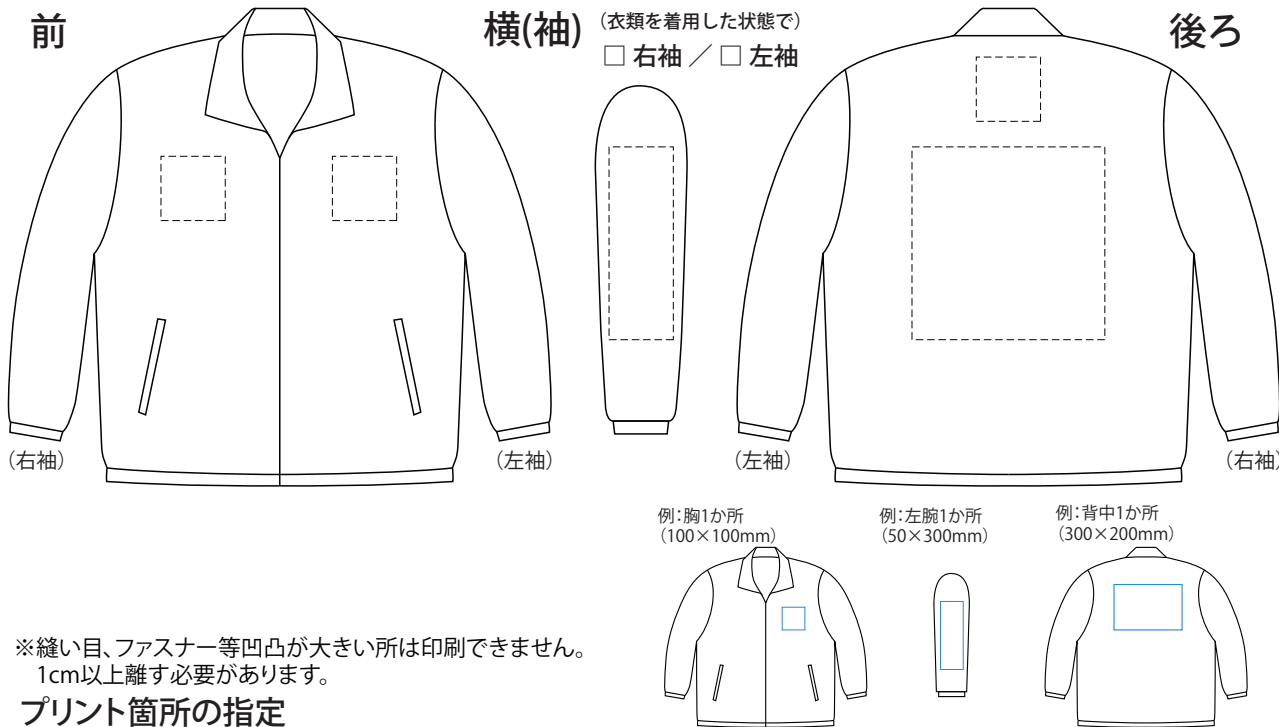 前
横(袖)
(衣類を着用した状態で)
□ 右袖 ／ □ 左袖
後ろ
(右袖)
(左袖)
(左袖)
(右袖)
例：胸1か所
(100×100mm)
例：左腕1か所
(50×300mm)
例：背中1か所
(300×200mm)
※縫い目、ファスナー等凹凸が大きい所は印刷できません。
1cm以上離す必要があります。
プリント箇所の指定